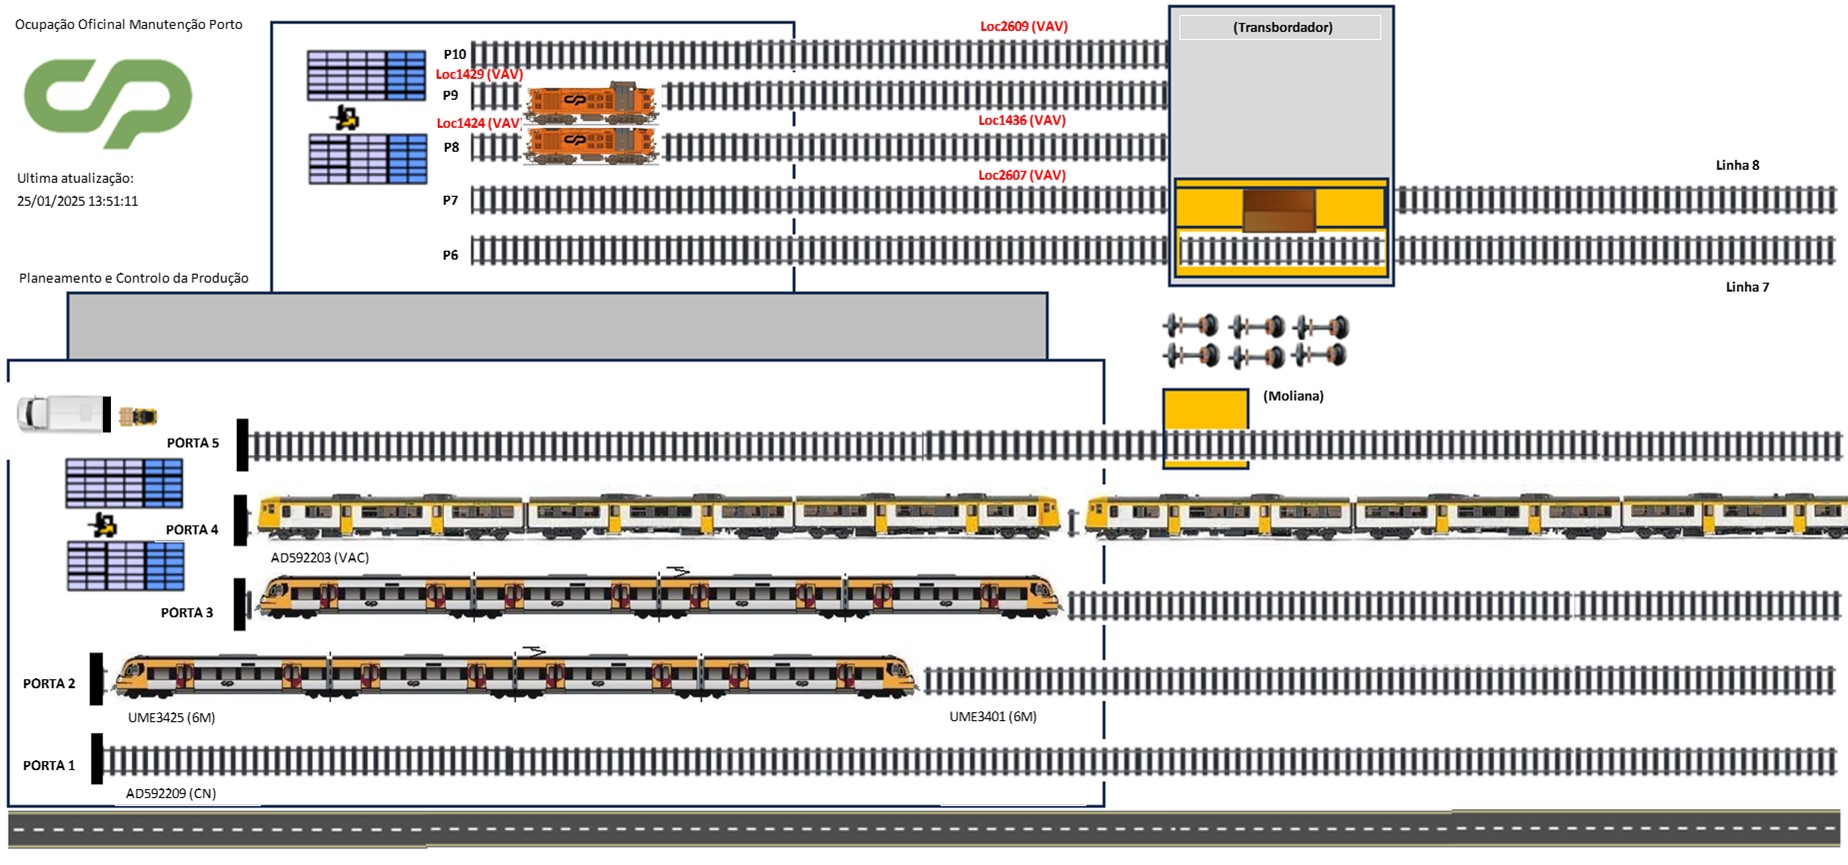 Ocupação Oficinal Manutenção Porto
Ultima atualização:
25/01/2025 13:51:11
Planeamento e Controlo da Produção
Loc2609 (VAV)
(Transbordador)
P10
Loc1429 (VAV)
P9
Loc1424 (VAV)
Loc1436 (VAV)
P8
Loc2607 (VAV)
Linha 8
P7
P6
Linha 7
(Moliana)
PORTA 5
PORTA 4
AD592203 (VAC)
PORTA 3
PORTA 2
UME3425 (6M)
UME3401 (6M)
PORTA 1
AD592209 (CN)